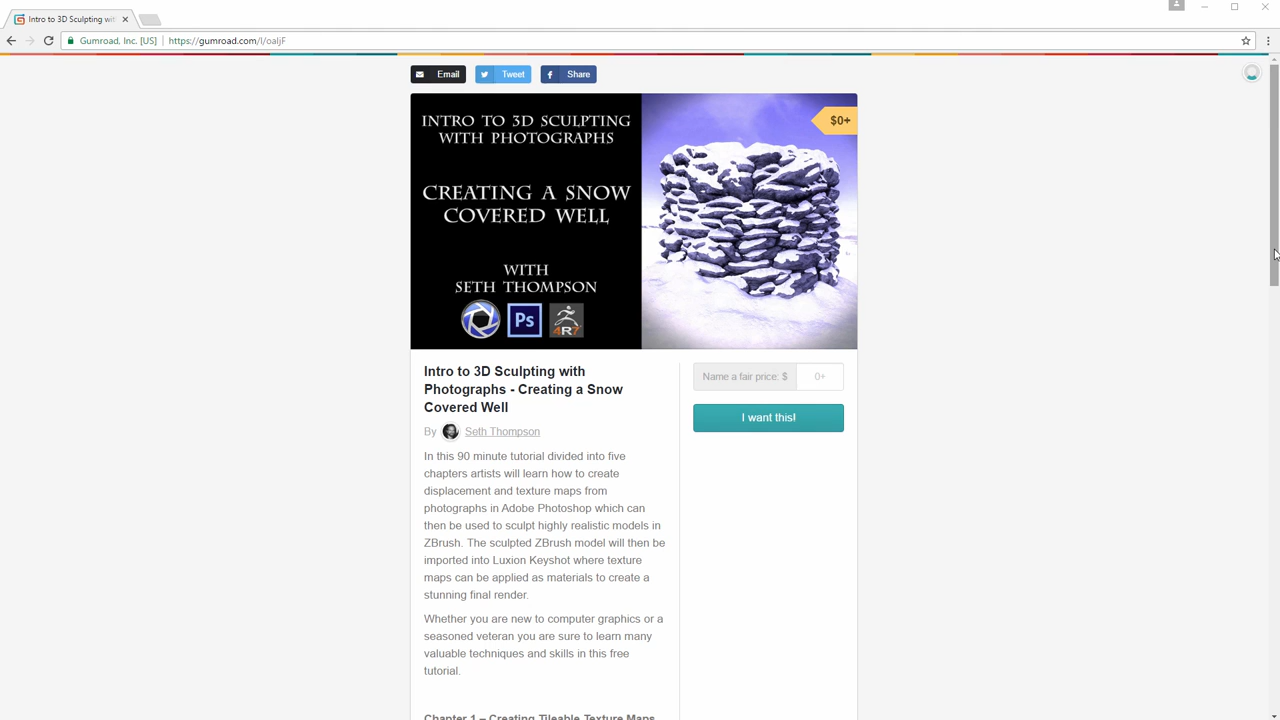 Intro to 3D Sculpting wit
Gumroad, Inc. [US]
https://gumroad.com/l/oaljF
Email
Tweet
Share
INTRO TO 3D SCULPTING
WITH PHOTOGRAPHS
CREATING A SNOW
COVERED WELL
WITH
SETH THOMPSON
Ps
4R7
$0+
Intro to 3D Sculpting with
Photographs - Creating a Snow
Covered Well
By Seth Thompson
In this 90 minute tutorial divided into five
chapters artists will learn how to create
displacement and texture maps from
photographs in Adobe Photoshop which can
then be used to sculpt highly realistic models in
ZBrush. The sculpted ZBrush model will then be
imported into Luxion Keyshot where texture
maps can be applied as materials to create a
stunning final render.
Whether you are new to computer graphics or a
seasoned veteran you are sure to learn many
valuable techniques and skills in this free
tutorial.
Chapter 1 – Creating Tileable Texture Maps
Name a fair price: $ 0+
I want this!